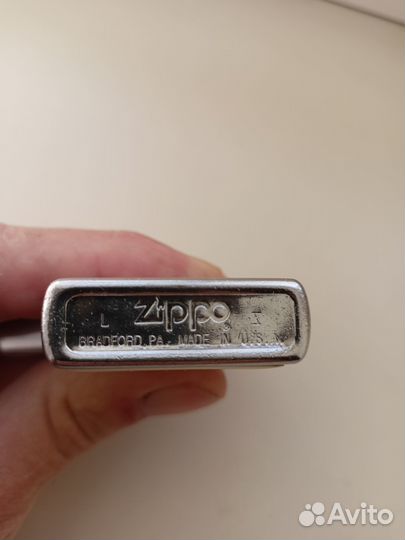 L Zippo ® X
BRADFORD, PA. MADE IN U.S.A.
Avito